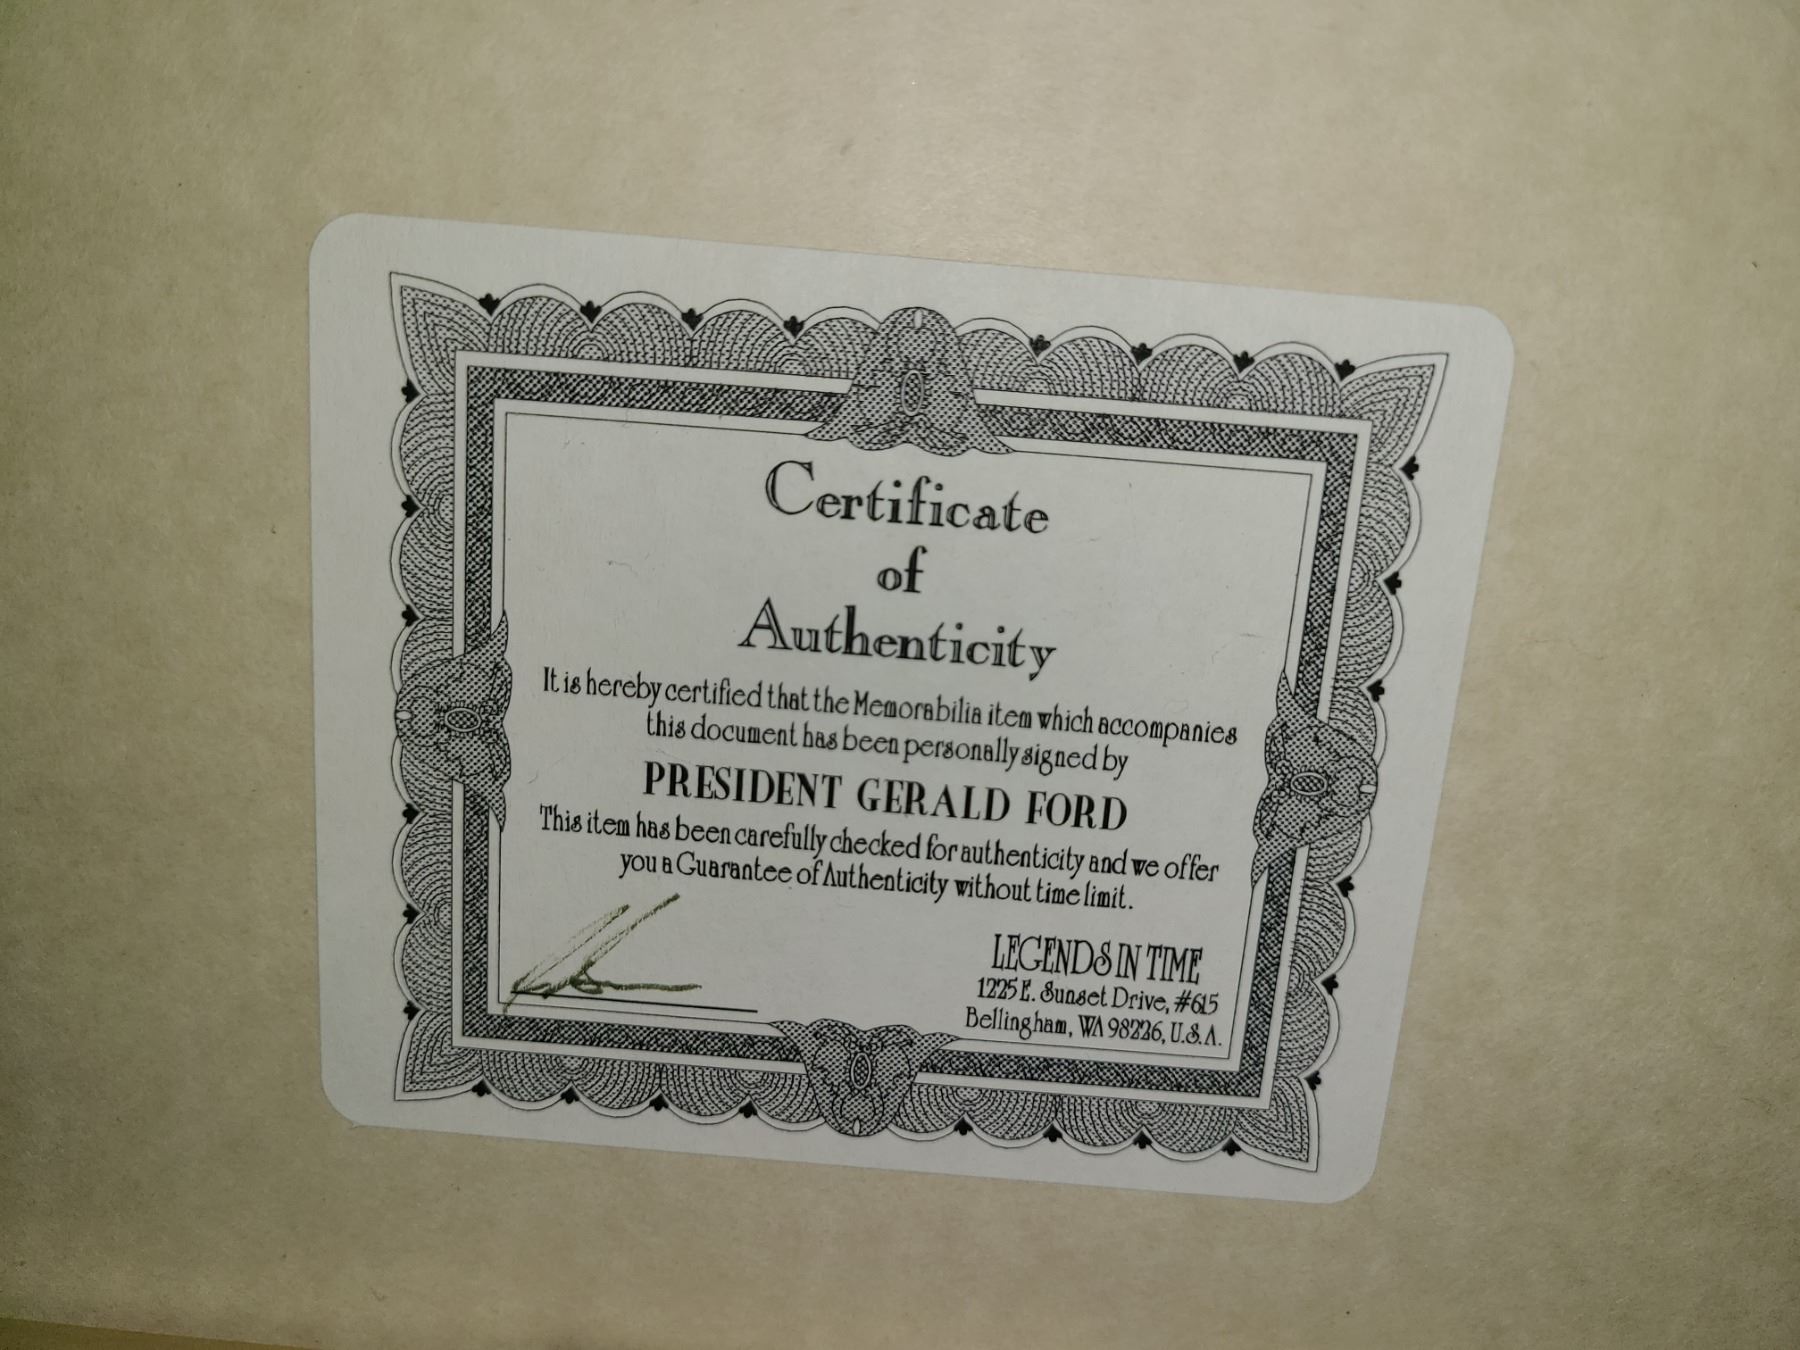 Certificate
of
Authenticity
It is hereby certified that the Memorabilia item which accompanies
this document has been personally signed by
PRESIDENT GERALD FORD
This item has been carefully checked for authenticity and we offer
you a Guarantee of Authenticity without time limit.
LEGENDS IN TIME
1225 E. Sunset Drive, #615
Bellingham, WA 98226, U.S.A.